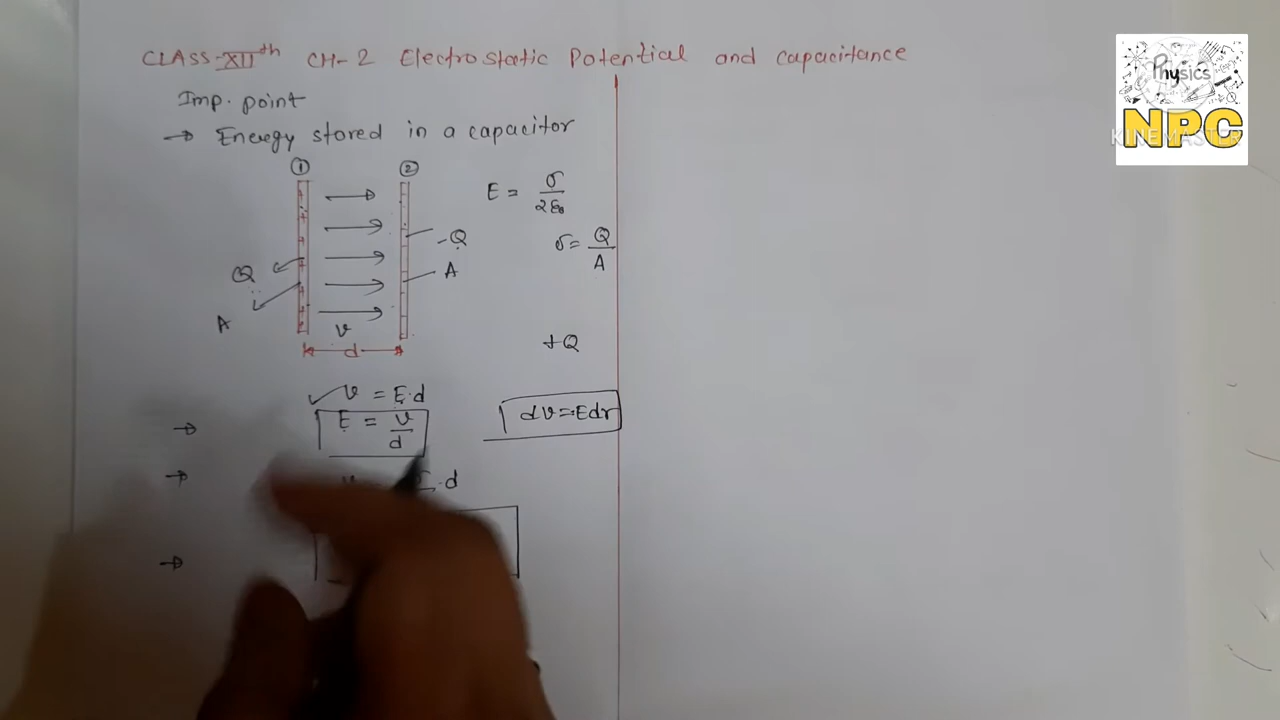 CLASS-XIIth CH-2 Electrostatic Potential and capacitance
Imp. point
→ Energy stored in a capacitor
① ②
E = σ/2ε₀
-Q
σ = Q/A
Q
A
A
v
+Q
d
v = E.d
→ E = v/d
dv = Edr
→ .d
→
Physics
NPC
KINEMASTER